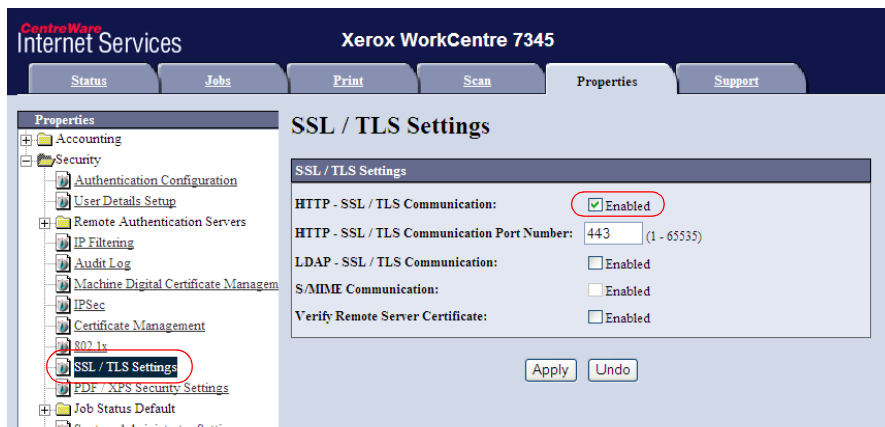 CentreWare
Internet Services
Xerox WorkCentre 7345
Status
Jobs
Print
Scan
Properties
Support
Properties
Accounting
Security
Authentication Configuration
User Details Setup
Remote Authentication Servers
IP Filtering
Audit Log
Machine Digital Certificate Managem
IPSec
Certificate Management
802.1x
SSL / TLS Settings
PDF / XPS Security Settings
Job Status Default
SSL / TLS Settings
SSL / TLS Settings
HTTP - SSL / TLS Communication: Enabled
HTTP - SSL / TLS Communication Port Number: 443 (1 - 65535)
LDAP - SSL / TLS Communication: Enabled
S/MIME Communication: Enabled
Verify Remote Server Certificate: Enabled
Apply Undo